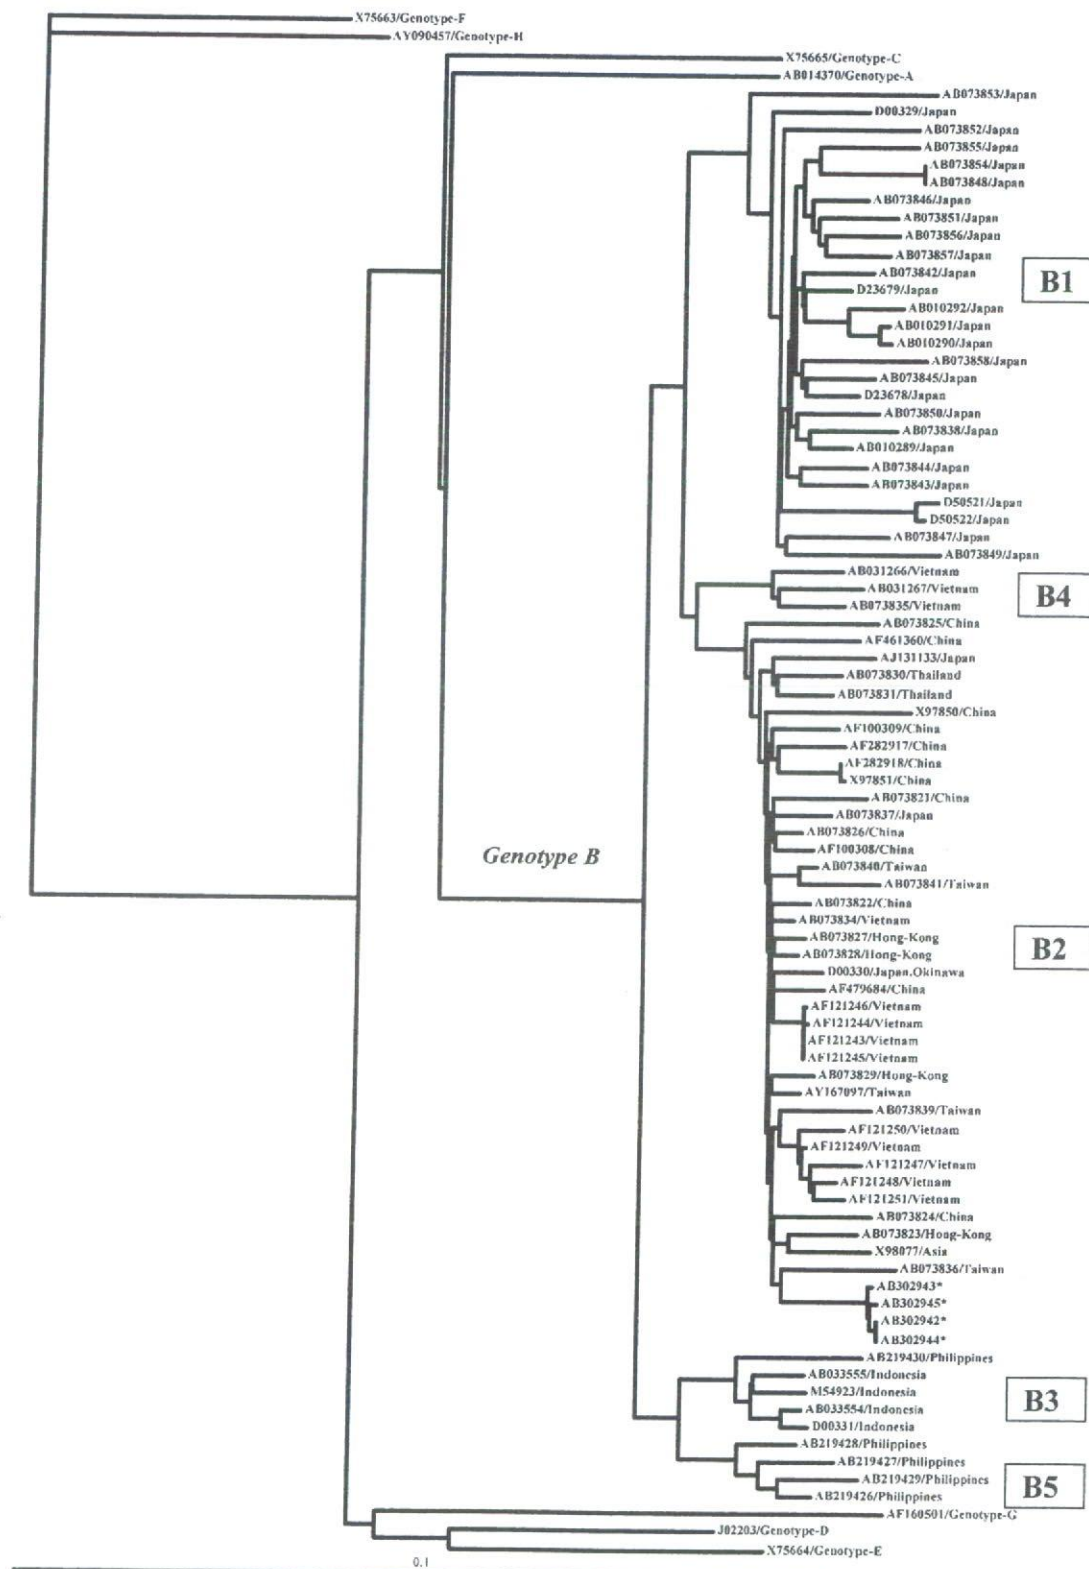 X75663/Genotype-F
AY090457/Genotype-H
X75665/Genotype-C
AB014370/Genotype-A
AB073853/Japan
D00329/Japan
AB073852/Japan
AB073855/Japan
AB073854/Japan
AB073848/Japan
AB073846/Japan
AB073851/Japan
AB073856/Japan
AB073857/Japan
B1
AB073842/Japan
D23679/Japan
AB010292/Japan
AB010291/Japan
AB010290/Japan
AB073858/Japan
AB073845/Japan
D23678/Japan
AB073850/Japan
AB073838/Japan
AB010289/Japan
AB073844/Japan
AB073843/Japan
D50521/Japan
D50522/Japan
AB073847/Japan
AB073849/Japan
AB031266/Vietnam
AB031267/Vietnam
B4
AB073835/Vietnam
AB073825/China
AF461360/China
AJ131133/Japan
AB073830/Thailand
AB073831/Thailand
X97850/China
AF100309/China
AF282917/China
AF282918/China
X97851/China
AB073821/China
AB073837/Japan
AB073826/China
AF100308/China
Genotype B
AB073840/Taiwan
AB073841/Taiwan
AB073822/China
AB073834/Vietnam
AB073827/Hong-Kong
B2
AB073828/Hong-Kong
D00330/Japan.Okinawa
AF479684/China
AF121246/Vietnam
AF121244/Vietnam
AF121243/Vietnam
AF121245/Vietnam
AB073829/Hong-Kong
AY167097/Taiwan
AB073839/Taiwan
AF121250/Vietnam
AF121249/Vietnam
AF121247/Vietnam
AF121248/Vietnam
AF121251/Vietnam
AB073824/China
AB073823/Hong-Kong
X98077/Asia
AB073836/Taiwan
AB302943*
AB302945*
AB302942*
AB302944*
AB219430/Philippines
AB033555/Indonesia
M54923/Indonesia
B3
AB033554/Indonesia
D00331/Indonesia
AB219428/Philippines
AB219427/Philippines
AB219429/Philippines
B5
AB219426/Philippines
AF160501/Genotype-G
J02203/Genotype-D
X75664/Genotype-E
0.1